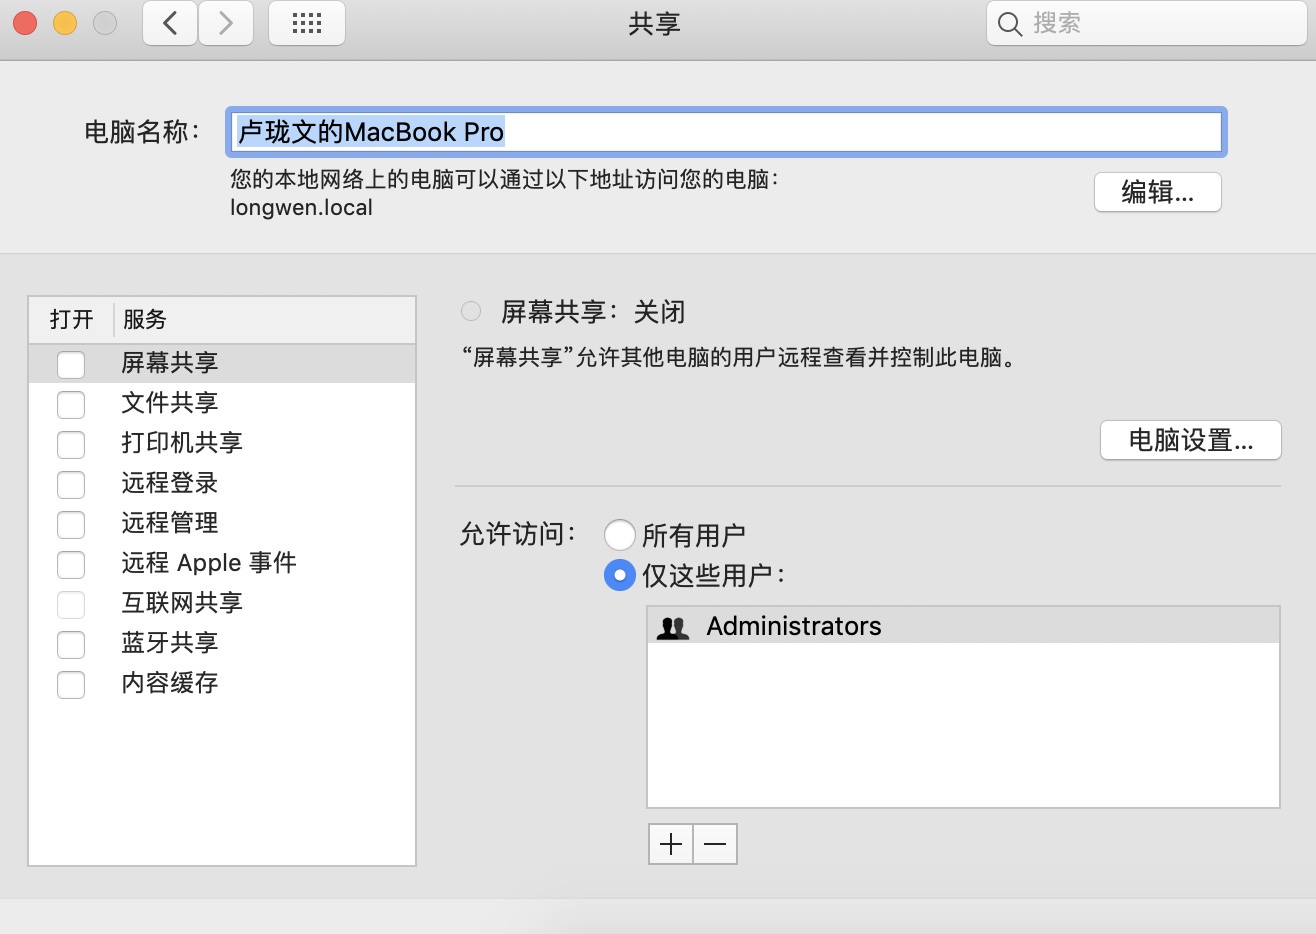 共享
搜索
电脑名称：
卢珑文的MacBook Pro
您的本地网络上的电脑可以通过以下地址访问您的电脑：
longwen.local
编辑...
打开 服务
屏幕共享
文件共享
打印机共享
远程登录
远程管理
远程 Apple 事件
互联网共享
蓝牙共享
内容缓存
屏幕共享：关闭
“屏幕共享”允许其他电脑的用户远程查看并控制此电脑。
电脑设置...
允许访问：
所有用户
仅这些用户：
Administrators